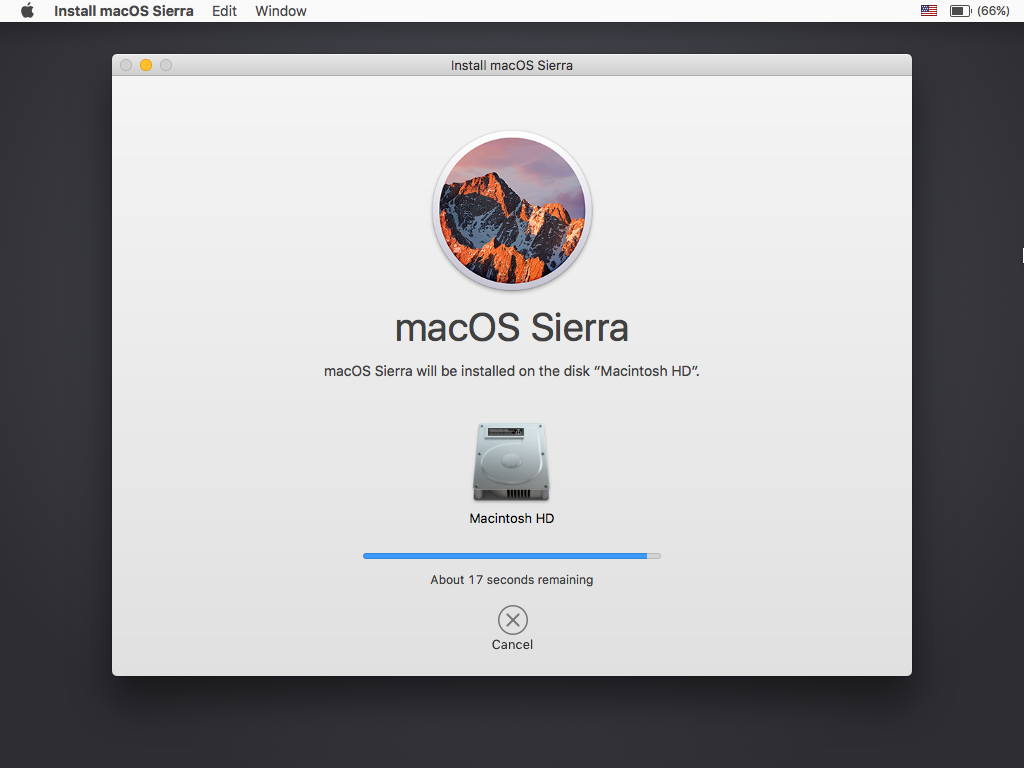 Install macOS Sierra Edit Window (66%)
Install macOS Sierra
macOS Sierra
macOS Sierra will be installed on the disk “Macintosh HD”.
Macintosh HD
About 17 seconds remaining
Cancel